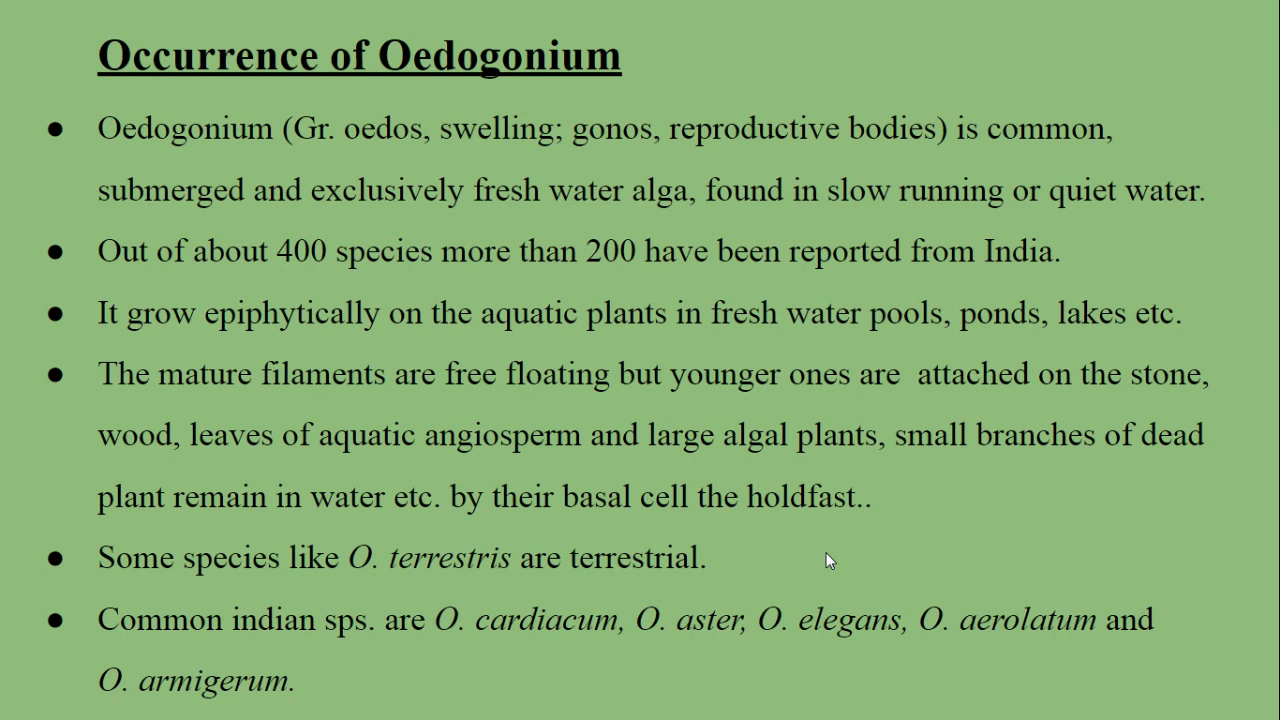 Occurrence of Oedogonium
● Oedogonium (Gr. oedos, swelling; gonos, reproductive bodies) is common,
submerged and exclusively fresh water alga, found in slow running or quiet water.
● Out of about 400 species more than 200 have been reported from India.
● It grow epiphytically on the aquatic plants in fresh water pools, ponds, lakes etc.
● The mature filaments are free floating but younger ones are  attached on the stone,
wood, leaves of aquatic angiosperm and large algal plants, small branches of dead
plant remain in water etc. by their basal cell the holdfast..
● Some species like O. terrestris are terrestrial.
● Common indian sps. are O. cardiacum, O. aster, O. elegans, O. aerolatum and
O. armigerum.